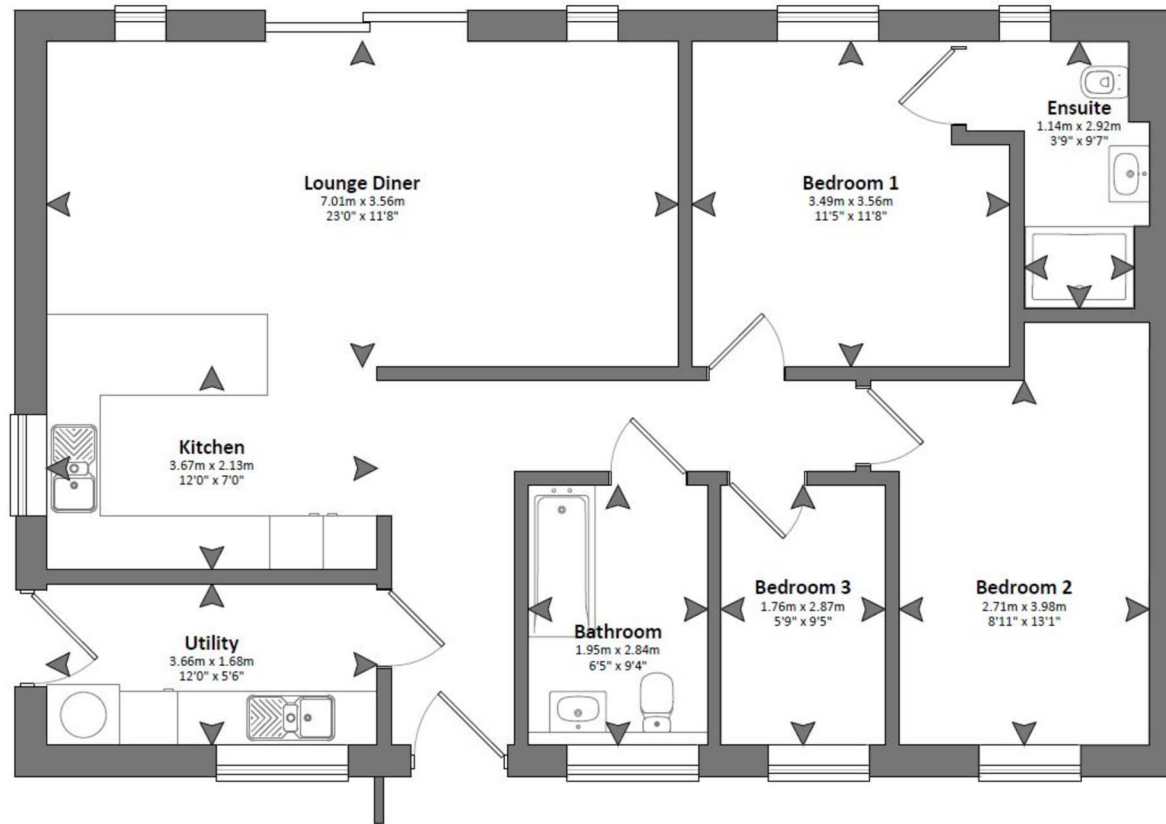 Lounge Diner
7.01m x 3.56m
23'0" x 11'8"
Bedroom 1
3.49m x 3.56m
11'5" x 11'8"
Ensuite
1.14m x 2.92m
3'9" x 9'7"
Kitchen
3.67m x 2.13m
12'0" x 7'0"
Utility
3.66m x 1.68m
12'0" x 5'6"
Bathroom
1.95m x 2.84m
6'5" x 9'4"
Bedroom 3
1.76m x 2.87m
5'9" x 9'5"
Bedroom 2
2.71m x 3.98m
8'11" x 13'1"